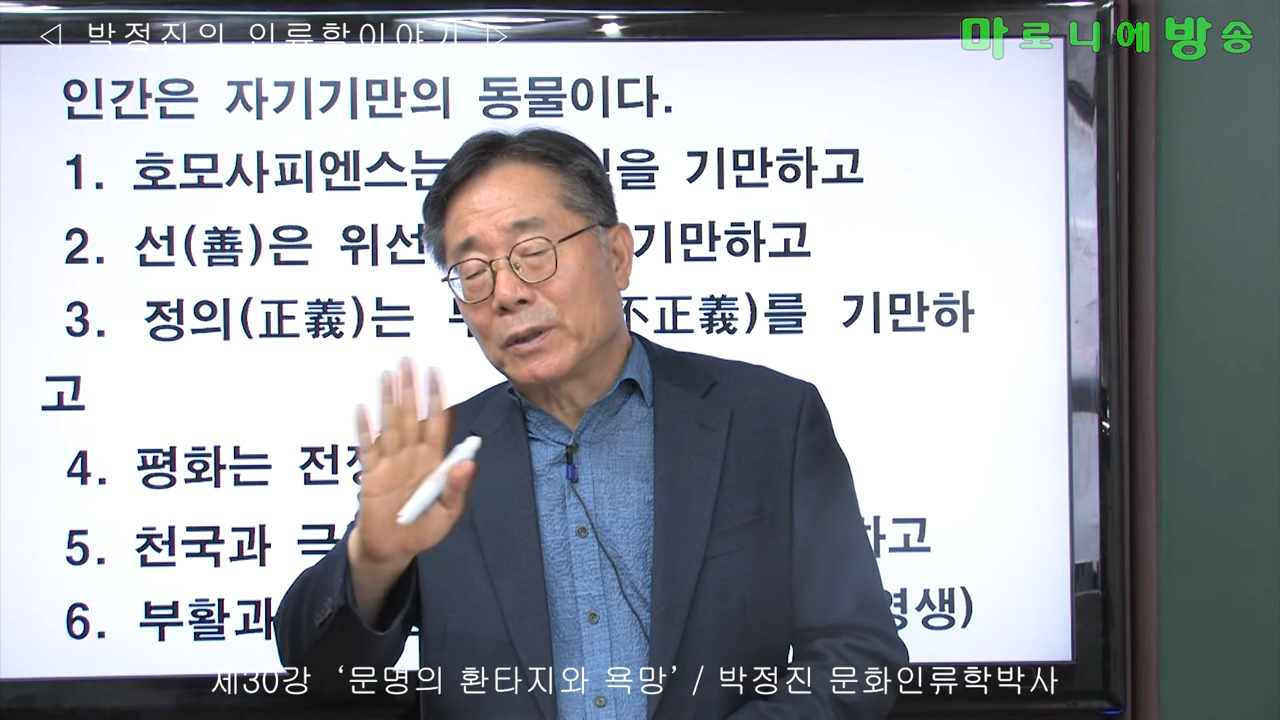 ◁ 박정진의 인류학이야기 ▷
마로니에방송
인간은 자기기만의 동물이다.
1. 호모사피엔스는 을 기만하고
2. 선(善)은 위선 기만하고
3. 정의(正義)는 不正義)를 기만하
고
4. 평화는
5. 천국과 하고
6. 부활과 영생)
제30강 ‘문명의 환타지와 욕망’ / 박정진 문화인류학박사